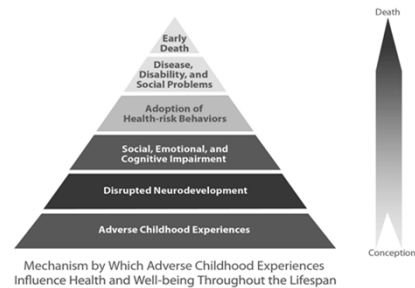 Death
Early
Death
Disease,
Disability, and
Social Problems
Adoption of
Health-risk Behaviors
Social, Emotional, and
Cognitive Impairment
Disrupted Neurodevelopment
Adverse Childhood Experiences
Conception
Mechanism by Which Adverse Childhood Experiences
Influence Health and Well-being Throughout the Lifespan